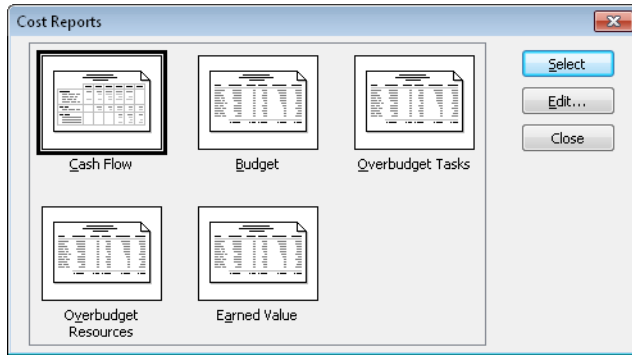 Cost Reports
Select
Edit...
Close
Cash Flow
Budget
Overbudget Tasks
Overbudget
Resources
Earned Value